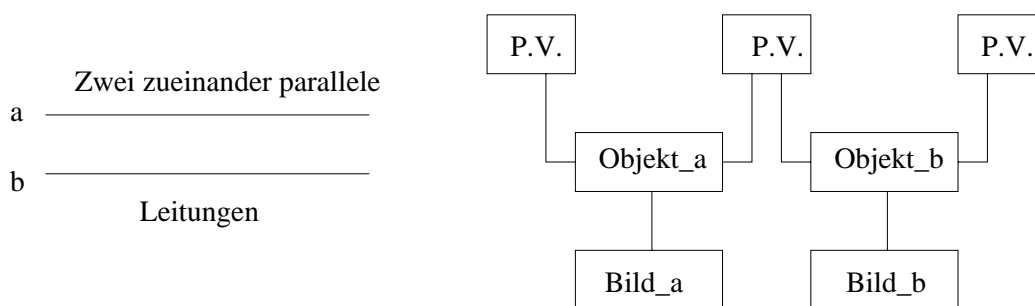 Zwei zueinander parallele
a
b
Leitungen
P.V.
P.V.
P.V.
Objekt_a
Objekt_b
Bild_a
Bild_b